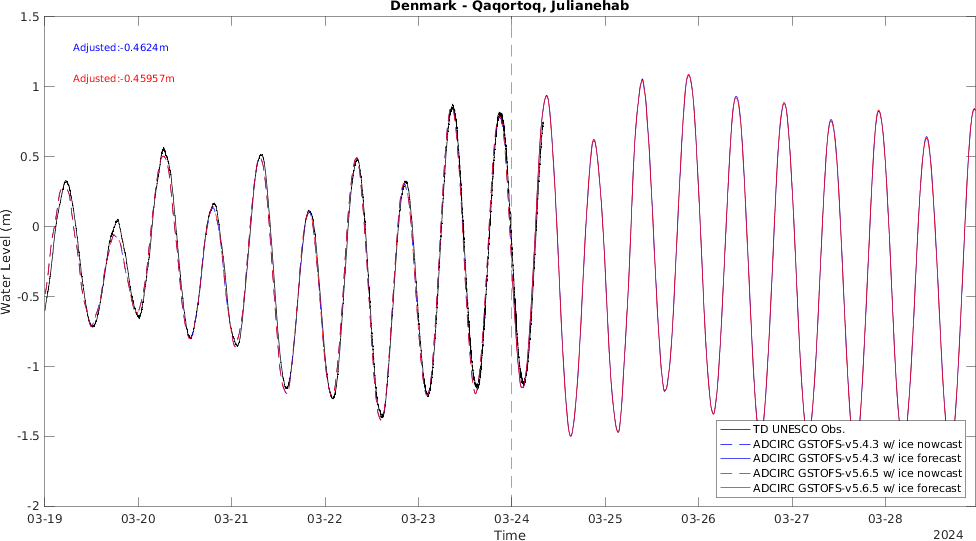 Denmark - Qaqortoq, Julianehab
1.5
Adjusted:-0.4624m
Adjusted:-0.45957m
1
0.5
0
-0.5
-1
-1.5
-2
Water Level (m)
TD UNESCO Obs.
ADCIRC GSTOFS-v5.4.3 w/ ice nowcast
ADCIRC GSTOFS-v5.4.3 w/ ice forecast
ADCIRC GSTOFS-v5.6.5 w/ ice nowcast
ADCIRC GSTOFS-v5.6.5 w/ ice forecast
03-19 03-20 03-21 03-22 03-23 03-24 03-25 03-26 03-27 03-28
Time
2024